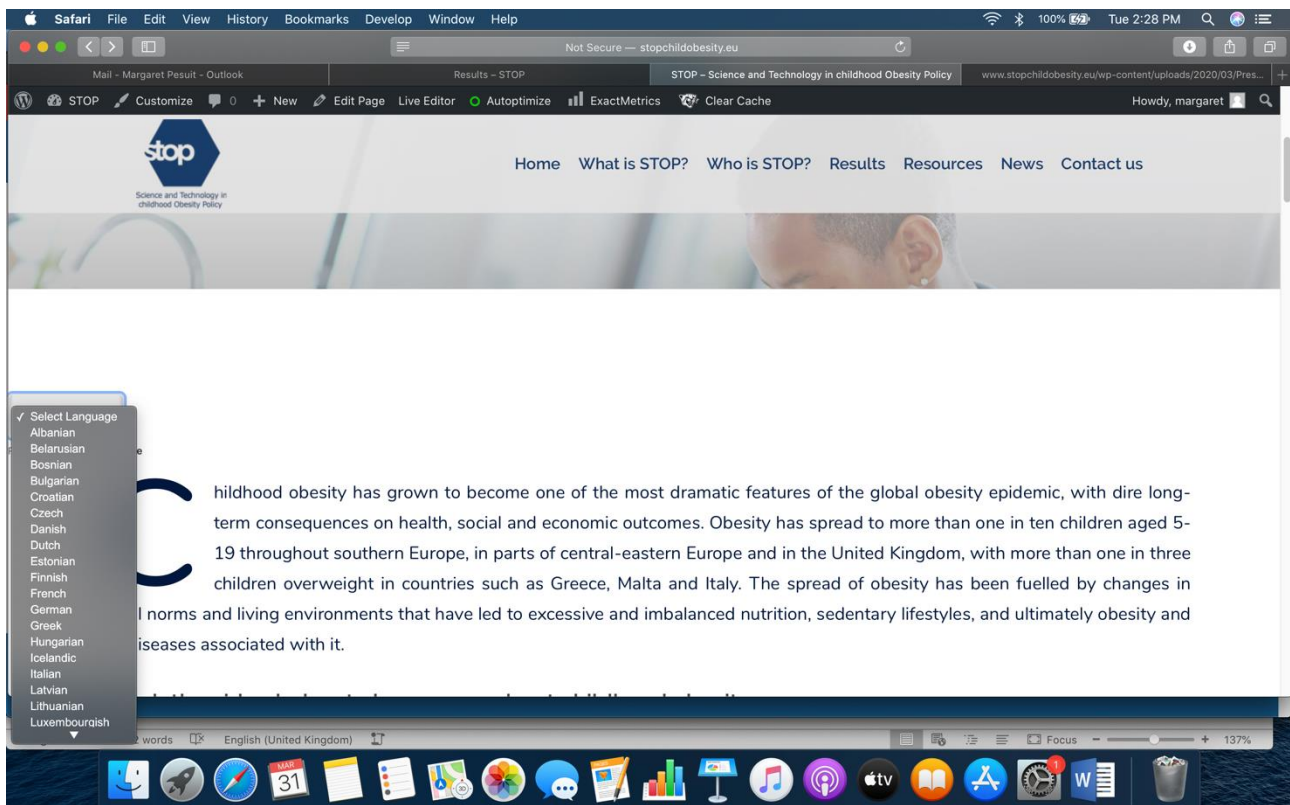 Safari File Edit View History Bookmarks Develop Window Help 100% Tue 2:28 PM
Not Secure — stopchildobesity.eu
Mail - Margaret Pesuit - Outlook Results – STOP STOP – Science and Technology in childhood Obesity Policy www.stopchildobesity.eu/wp-content/uploads/2020/03/Pres...
STOP Customize 0 + New Edit Page Live Editor Autoptimize ExactMetrics Clear Cache Howdy, margaret
stop
Science and Technology in
childhood Obesity Policy
Home What is STOP? Who is STOP? Results Resources News Contact us
✓ Select Language
Albanian
Belarusian
Bosnian
Bulgarian
Croatian
Czech
Danish
Dutch
Estonian
Finnish
French
German
Greek
Hungarian
Icelandic
Italian
Latvian
Lithuanian
Luxembourgish
e
Childhood obesity has grown to become one of the most dramatic features of the global obesity epidemic, with dire long-
term consequences on health, social and economic outcomes. Obesity has spread to more than one in ten children aged 5-
19 throughout southern Europe, in parts of central-eastern Europe and in the United Kingdom, with more than one in three
children overweight in countries such as Greece, Malta and Italy. The spread of obesity has been fuelled by changes in
l norms and living environments that have led to excessive and imbalanced nutrition, sedentary lifestyles, and ultimately obesity and
iseases associated with it.
2 words English (United Kingdom) Focus - + 137%
MAR
31
3D
tv
1
W